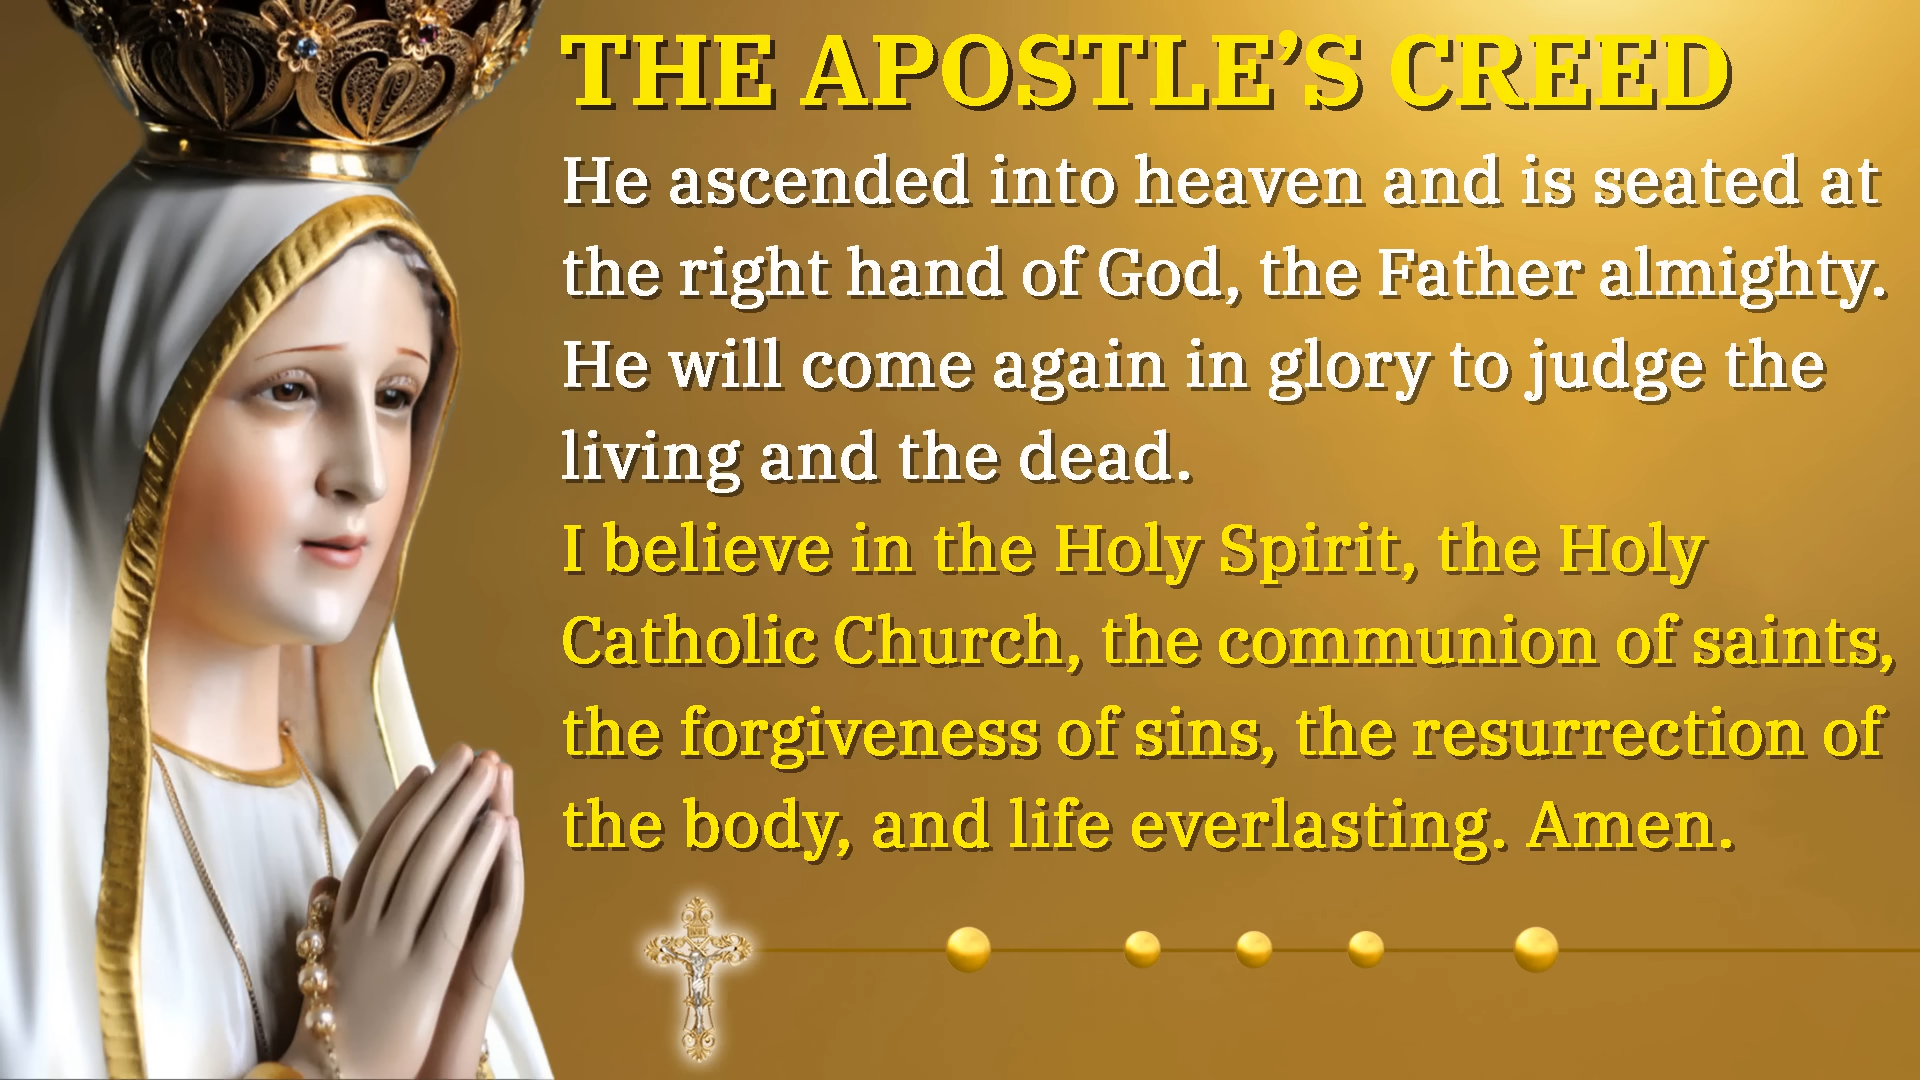 THE APOSTLE’S CREED
He ascended into heaven and is seated at
the right hand of God, the Father almighty.
He will come again in glory to judge the
living and the dead.
I believe in the Holy Spirit, the Holy
Catholic Church, the communion of saints,
the forgiveness of sins, the resurrection of
the body, and life everlasting. Amen.